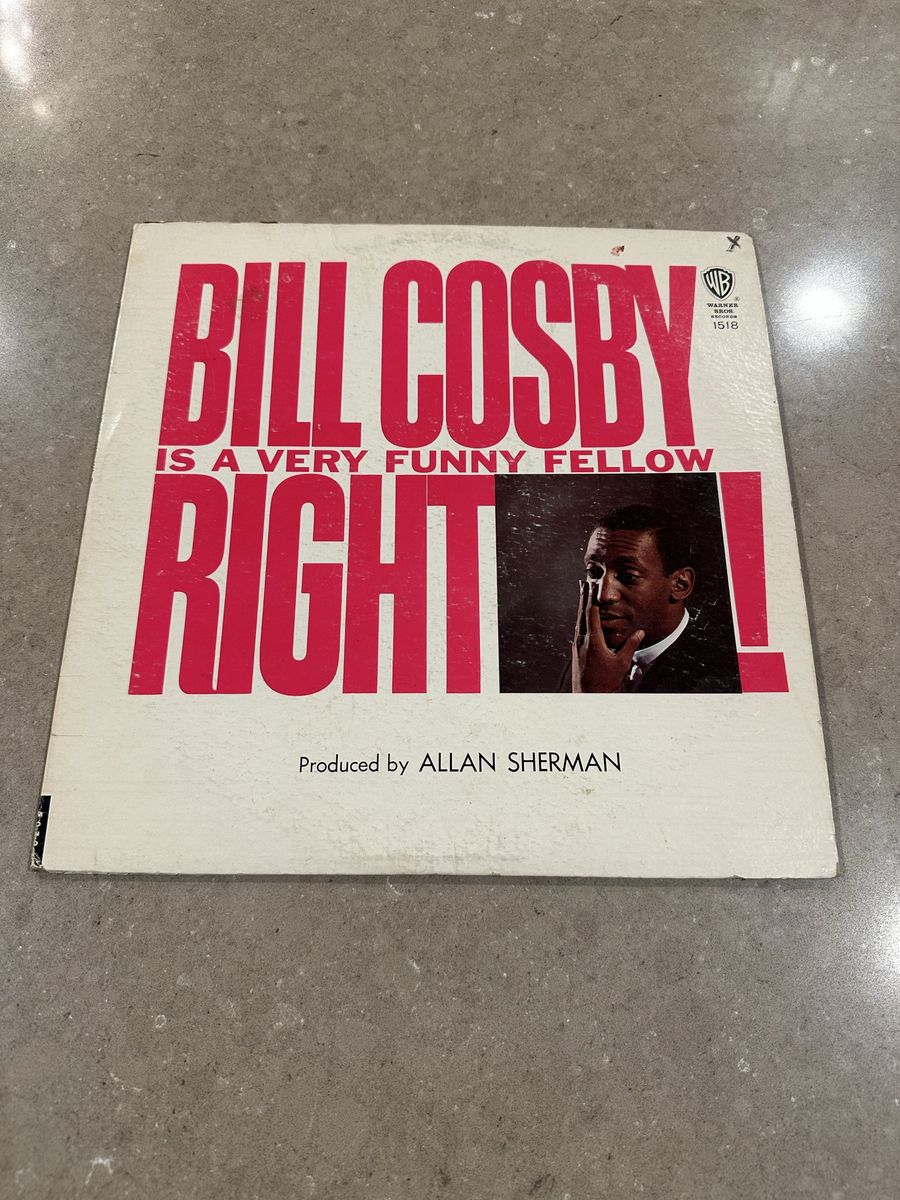 BILL COSBY
WB
®
WARNER
BROS.
RECORDS
1518
IS A VERY FUNNY FELLOW
RIGHT!
Produced by ALLAN SHERMAN